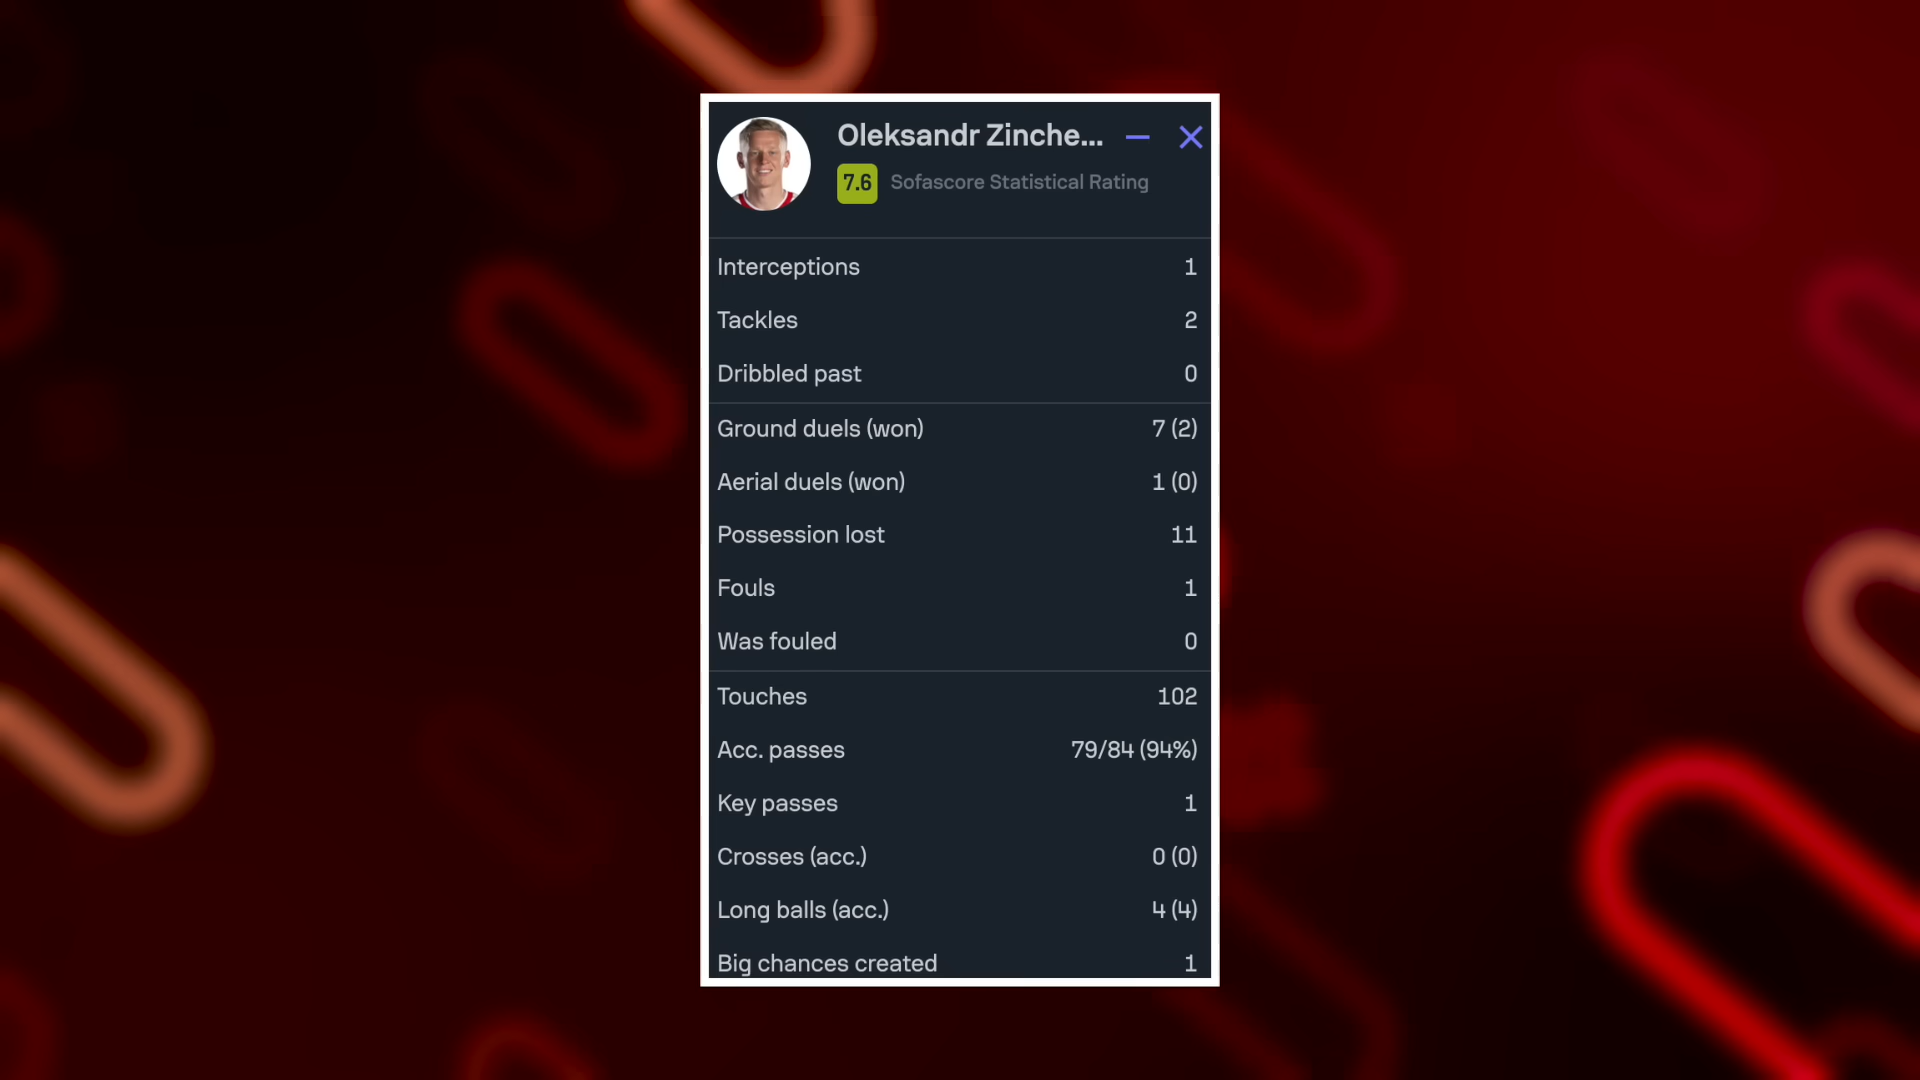 Oleksandr Zinche...
7.6 Sofascore Statistical Rating
Interceptions 1
Tackles 2
Dribbled past 0
Ground duels (won) 7 (2)
Aerial duels (won) 1 (0)
Possession lost 11
Fouls 1
Was fouled 0
Touches 102
Acc. passes 79/84 (94%)
Key passes 1
Crosses (acc.) 0 (0)
Long balls (acc.) 4 (4)
Big chances created 1